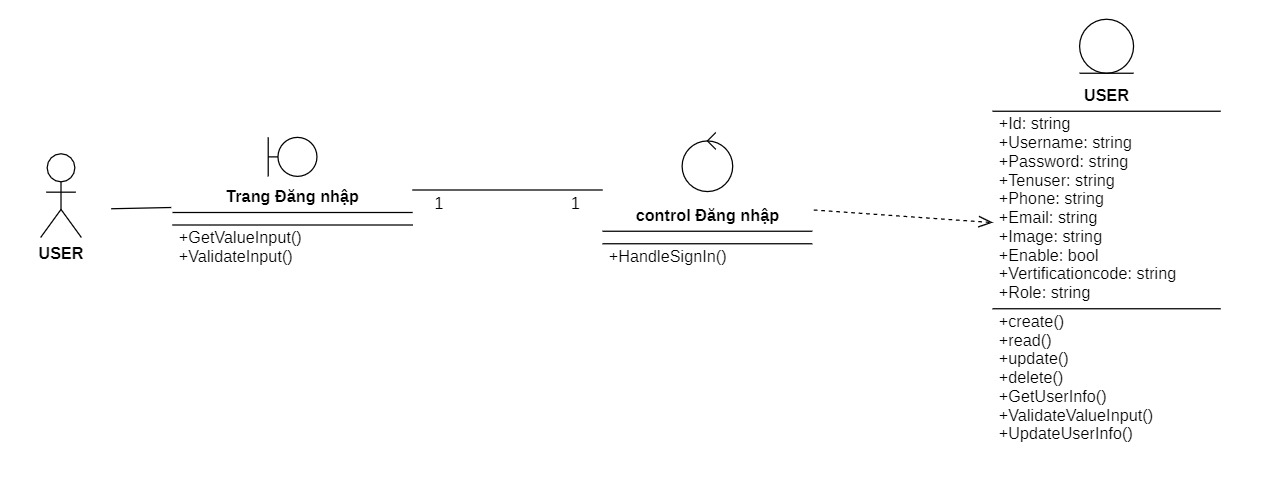 USER
Trang Đăng nhập
+GetValueInput()
+ValidateInput()
1
1
control Đăng nhập
+HandleSignIn()
USER
+Id: string
+Username: string
+Password: string
+Tenuser: string
+Phone: string
+Email: string
+Image: string
+Enable: bool
+Vertificationcode: string
+Role: string
+create()
+read()
+update()
+delete()
+GetUserInfo()
+ValidateValueInput()
+UpdateUserInfo()